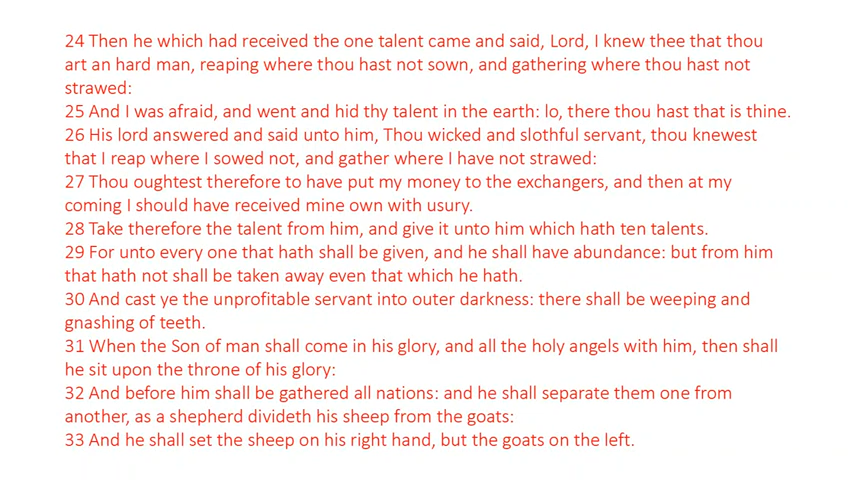 24 Then he which had received the one talent came and said, Lord, I knew thee that thou
art an hard man, reaping where thou hast not sown, and gathering where thou hast not
strawed:
25 And I was afraid, and went and hid thy talent in the earth: lo, there thou hast that is thine.
26 His lord answered and said unto him, Thou wicked and slothful servant, thou knewest
that I reap where I sowed not, and gather where I have not strawed:
27 Thou oughtest therefore to have put my money to the exchangers, and then at my
coming I should have received mine own with usury.
28 Take therefore the talent from him, and give it unto him which hath ten talents.
29 For unto every one that hath shall be given, and he shall have abundance: but from him
that hath not shall be taken away even that which he hath.
30 And cast ye the unprofitable servant into outer darkness: there shall be weeping and
gnashing of teeth.
31 When the Son of man shall come in his glory, and all the holy angels with him, then shall
he sit upon the throne of his glory:
32 And before him shall be gathered all nations: and he shall separate them one from
another, as a shepherd divideth his sheep from the goats:
33 And he shall set the sheep on his right hand, but the goats on the left.